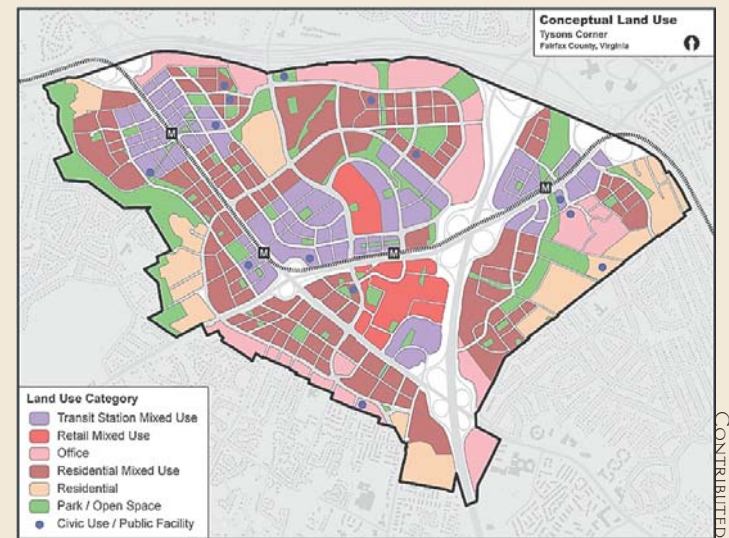 Conceptual Land Use
Tysons Corner
Fairfax County, Virginia
M
M
M
M
Land Use Category
Transit Station Mixed Use
Retail Mixed Use
Office
Residential Mixed Use
Residential
Park / Open Space
Civic Use / Public Facility
CONTRIBUTED